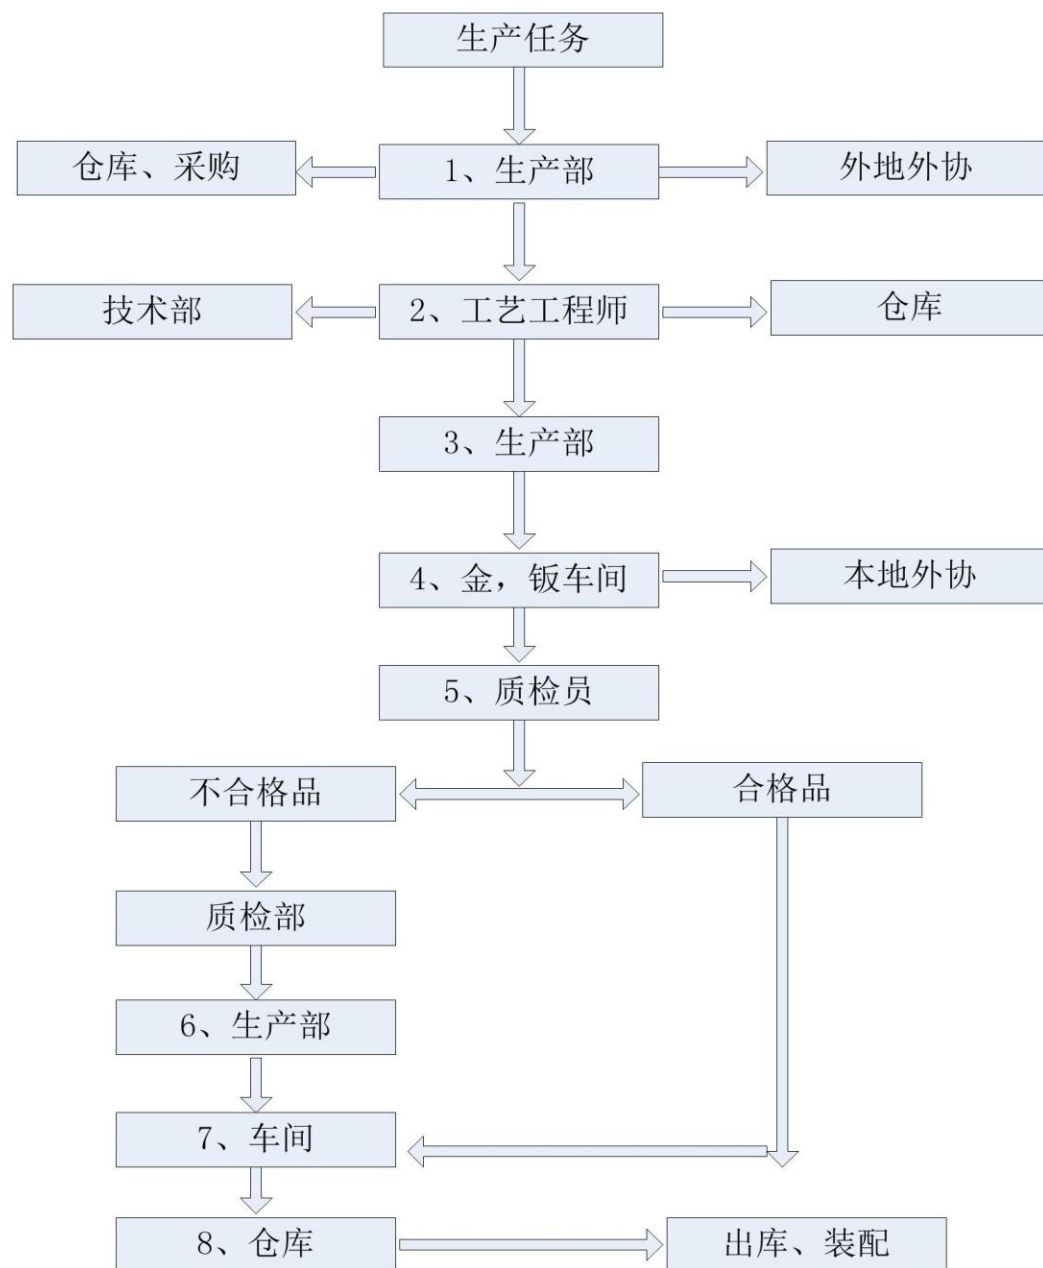 生产任务
仓库、采购
1、生产部
外地外协
技术部
2、工艺工程师
仓库
3、生产部
4、金，钣车间
本地外协
5、质检员
不合格品
合格品
质检部
6、生产部
7、车间
8、仓库
出库、装配